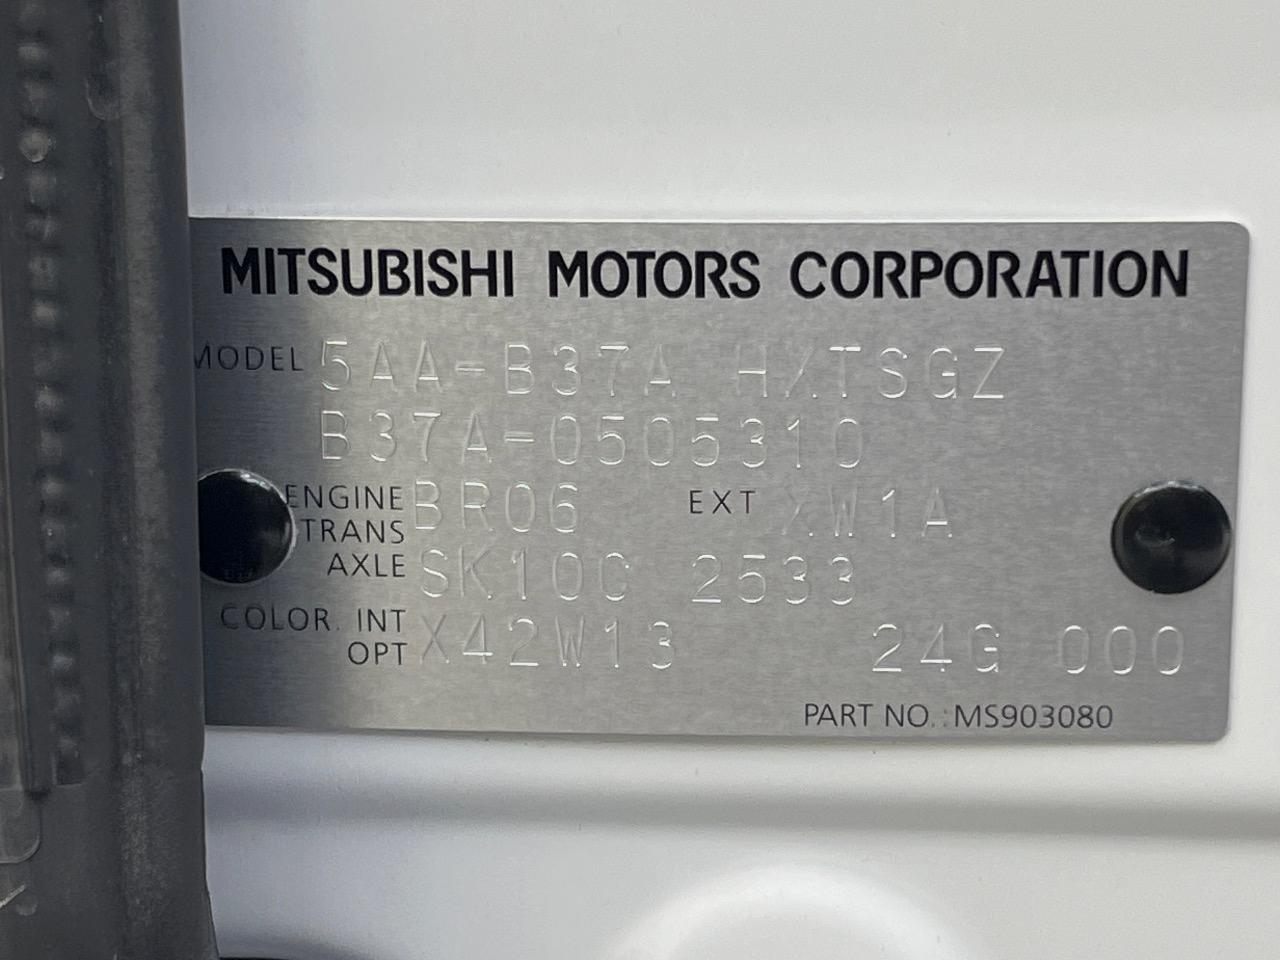 MITSUBISHI MOTORS CORPORATION
MODEL 5AA-B37A HXTSGZ
B37A-0505310
ENGINE BR06 EXT XW1A
TRANS
AXLE SK10C 2533
COLOR. INT X42W13 24G 000
OPT
PART NO.:MS903080